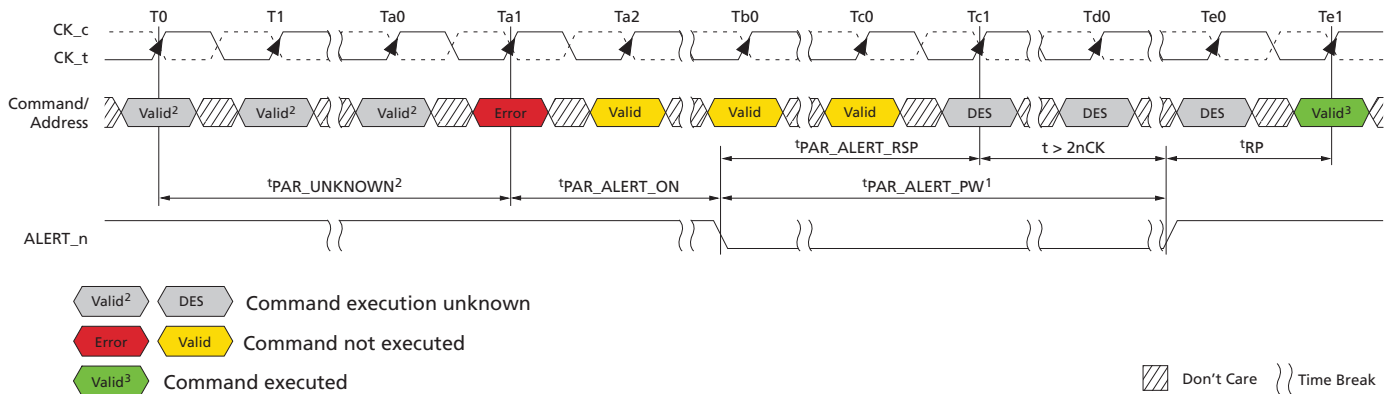 T0 T1 Ta0 Ta1 Ta2 Tb0 Tc0 Tc1 Td0 Te0 Te1
CK_c
CK_t
Command/
Address
Valid² Valid² Valid² Error Valid Valid Valid DES DES DES Valid³
tPAR_ALERT_RSP t > 2nCK tRP
tPAR_UNKNOWN² tPAR_ALERT_ON tPAR_ALERT_PW¹
ALERT_n
Valid² DES Command execution unknown
Error Valid Command not executed
Valid³ Command executed
Don't Care Time Break